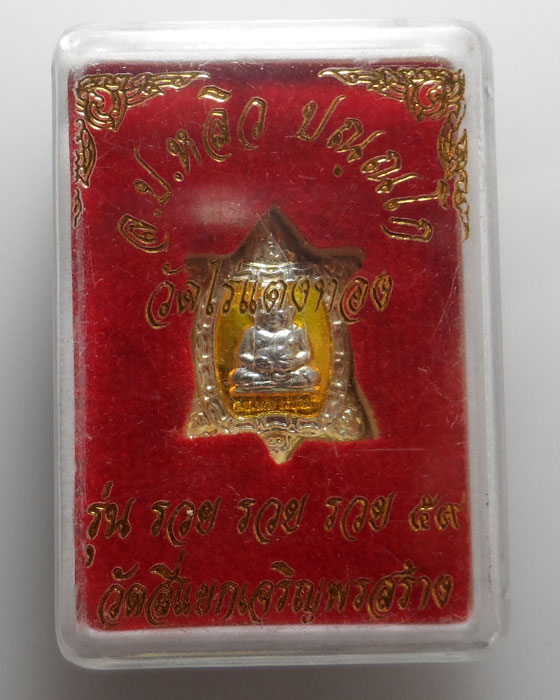 ล.ป.หลิว ปณฺณโก
วัดไร่แตงทอง
รุ่น รวย รวย รวย ๕๙
วัดสี่แยกเจริญพรสร้าง